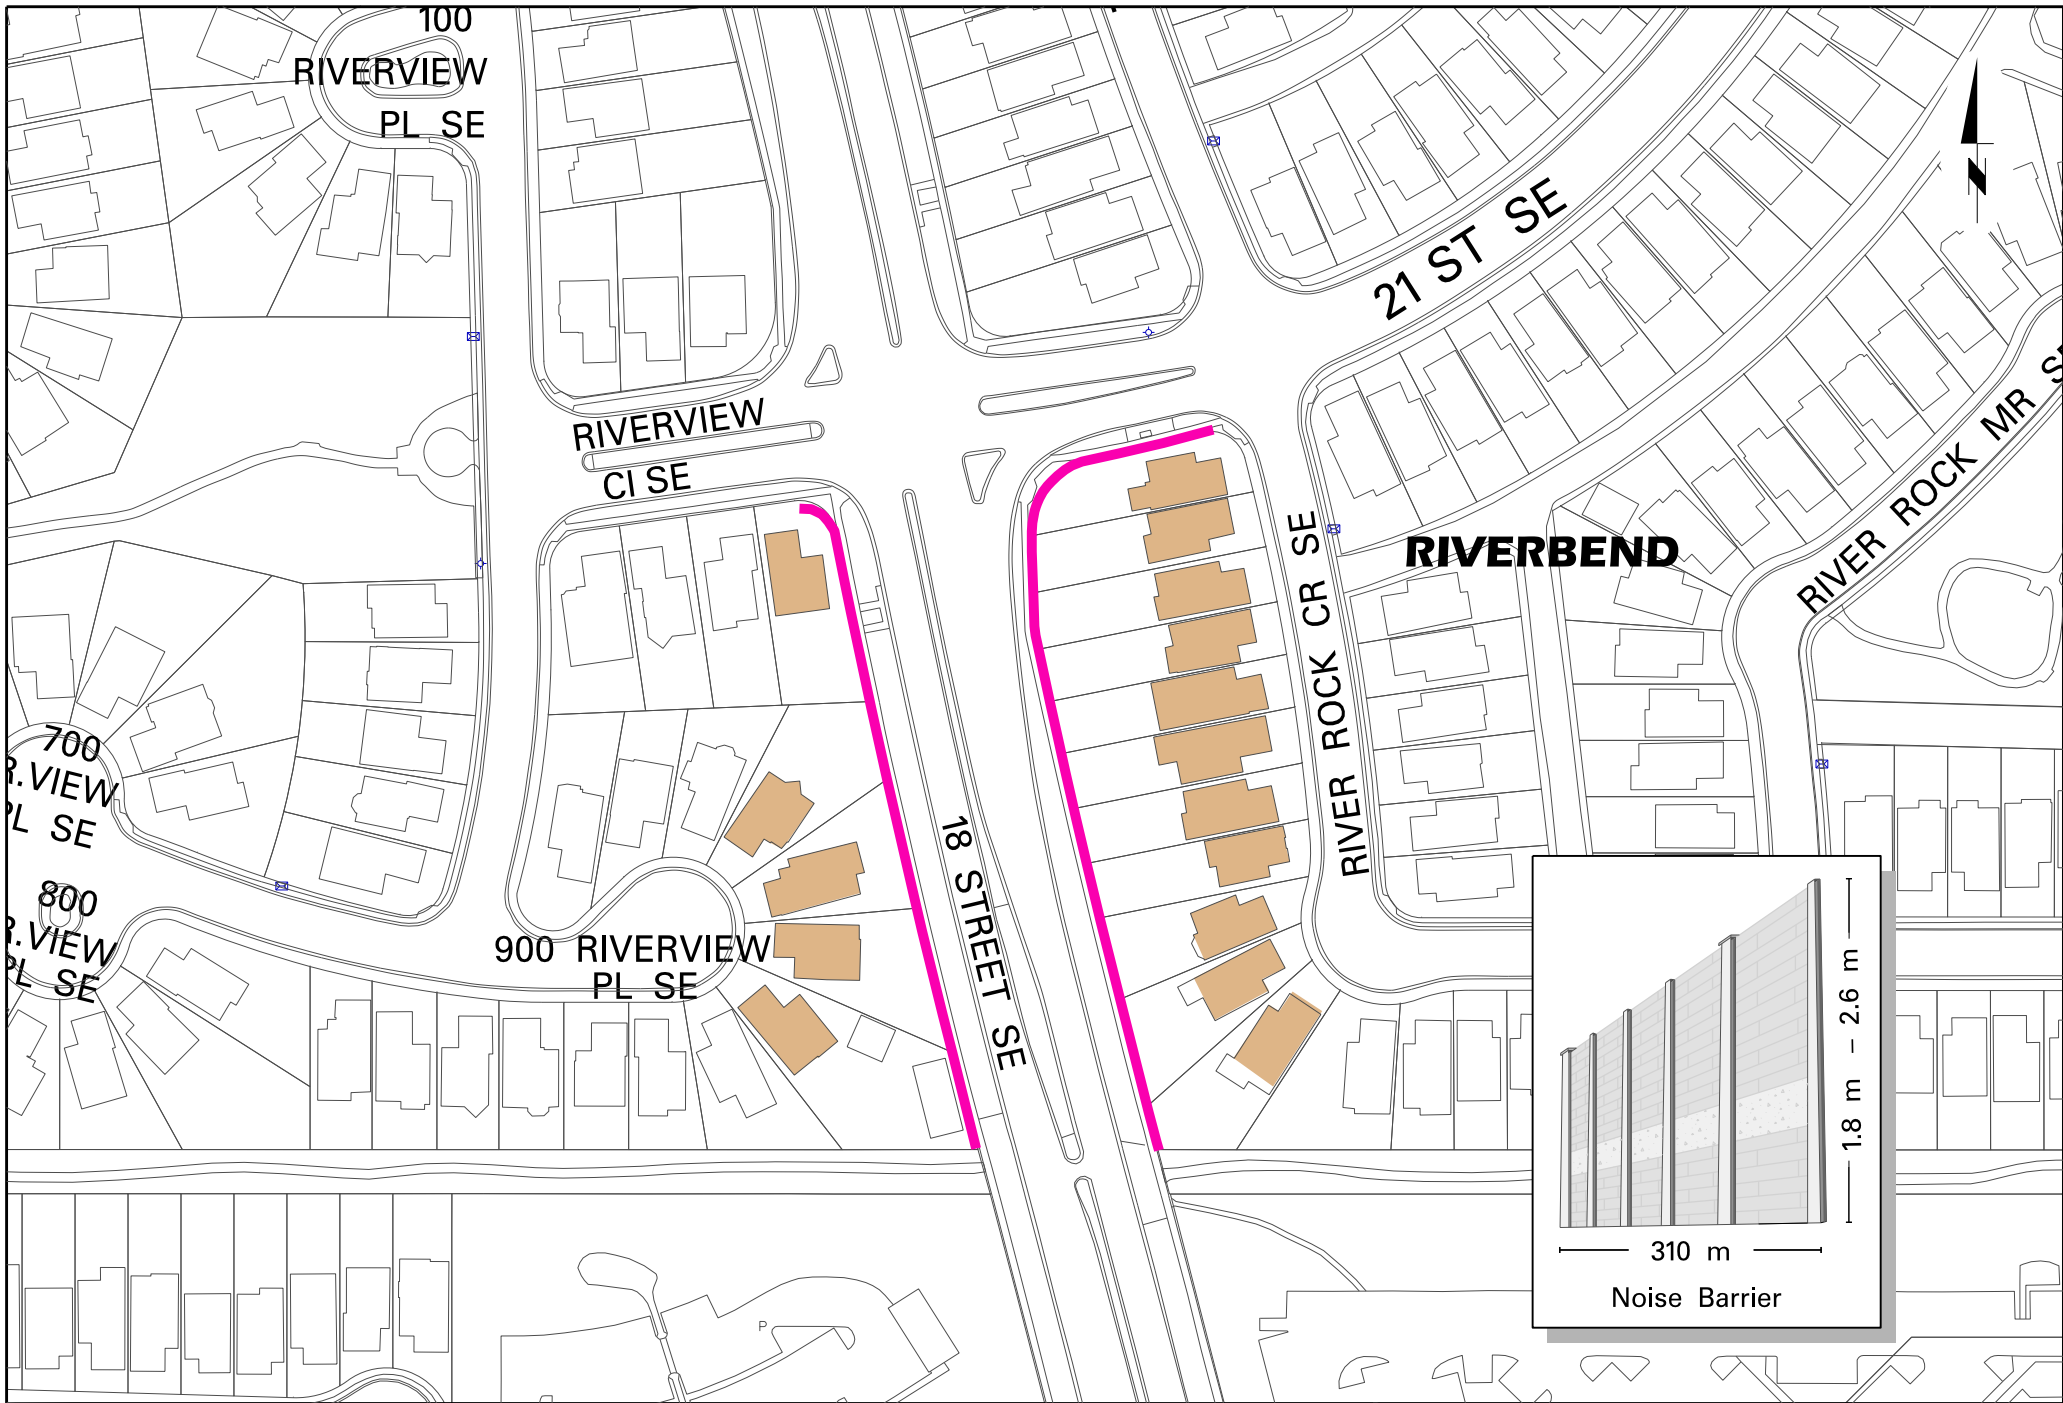 100
RIVERVIEW
PL SE
N
21 ST SE
RIVERVIEW
CI SE
RIVERBEND
RIVER ROCK MR
RIVER ROCK CR SE
700
R.VIEW
PL SE
800
R.VIEW
PL SE
900 RIVERVIEW
PL SE
18 STREET SE
P
1.8 m – 2.6 m
310 m
Noise Barrier